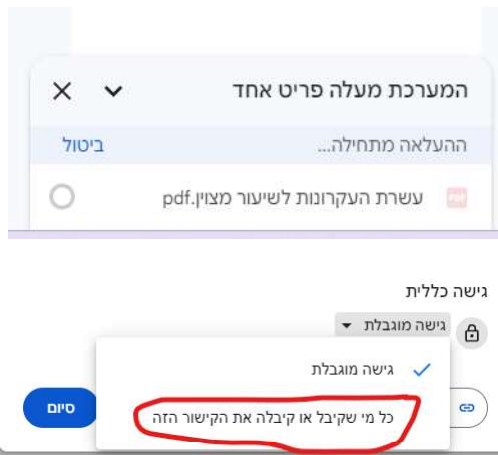 המערכת מעלה פריט אחד
ההעלאה מתחילה... ביטול
PDF עשרת העקרונות לשיעור מצוין.pdf
גישה כללית
גישה מוגבלת
גישה מוגבלת
כל מי שקיבל או קיבלה את הקישור הזה
סיום